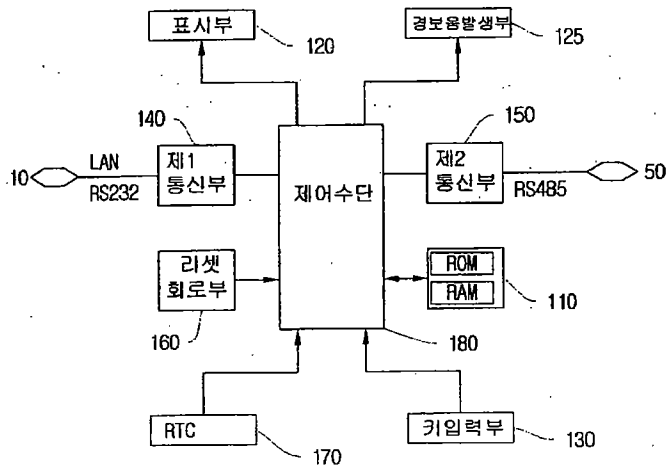 표시부
120
경보음발생부
125
140
150
10
LAN
RS232
제1
통신부
제어수단
제2
통신부
RS485
50
리셋
회로부
160
ROM
RAM
110
180
RTC
170
키입력부
130